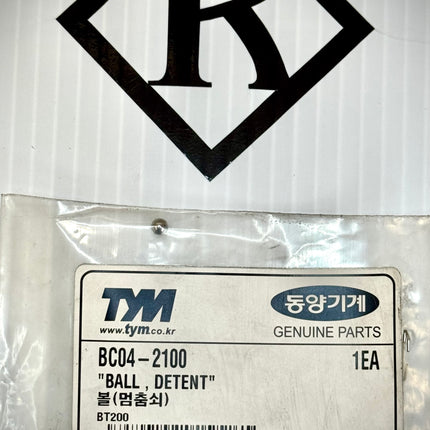 R
TYM
www.tym.co.kr
동양기계
GENUINE PARTS
BC04-2100 1EA
"BALL , DETENT"
볼(멈춤쇠)
BT200